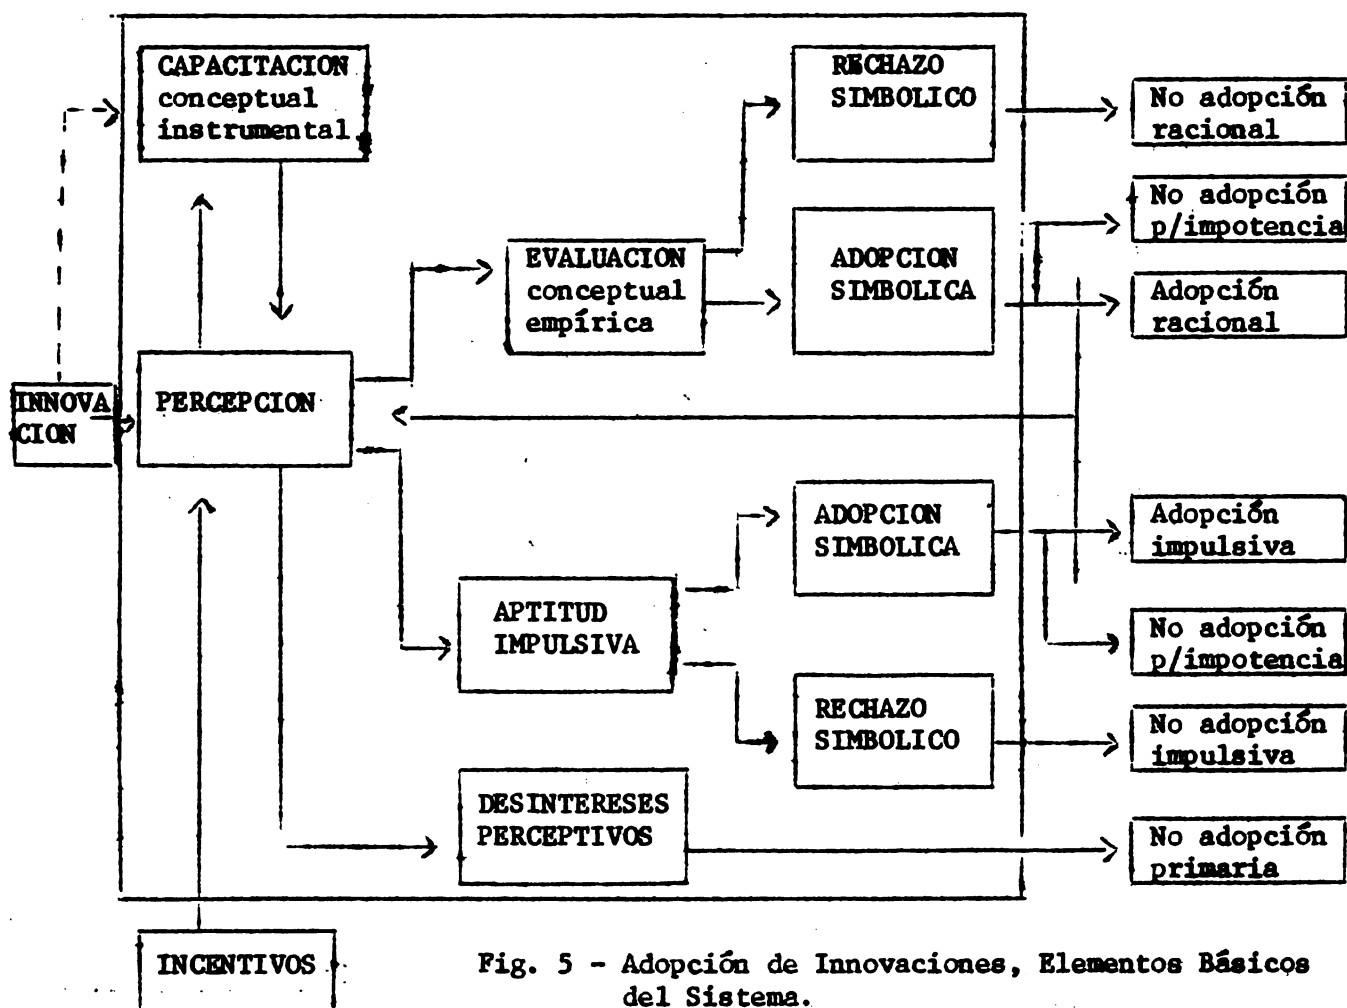 CAPACITACION
conceptual
instrumental
RECHAZO
SIMBOLICO
No adopción
racional
No adopción
p/impotencia
EVALUACION
conceptual
empírica
ADOPCION
SIMBOLICA
Adopción
racional
INNOVA
CION
PERCEPCION
ADOPCION
SIMBOLICA
Adopción
impulsiva
APTITUD
IMPULSIVA
No adopción
p/impotencia
RECHAZO
SIMBOLICO
No adopción
impulsiva
DESINTERESES
PERCEPTIVOS
No adopción
primaria
INCENTIVOS
Fig. 5 - Adopción de Innovaciones, Elementos Básicos
del Sistema.